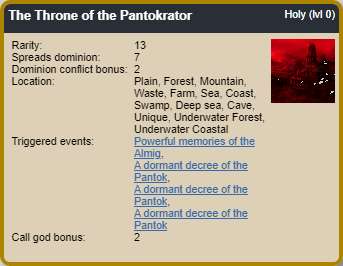 The Throne of the Pantokrator Holy (lvl 0)
Rarity: 13
Spreads dominion: 7
Dominion conflict bonus: 2
Location: Plain, Forest, Mountain,
Waste, Farm, Sea, Coast,
Swamp, Deep sea, Cave,
Unique, Underwater Forest,
Underwater Coastal
Triggered events: Powerful memories of the
Almig,
A dormant decree of the
Pantok,
A dormant decree of the
Pantok,
A dormant decree of the
Pantok
Call god bonus: 2